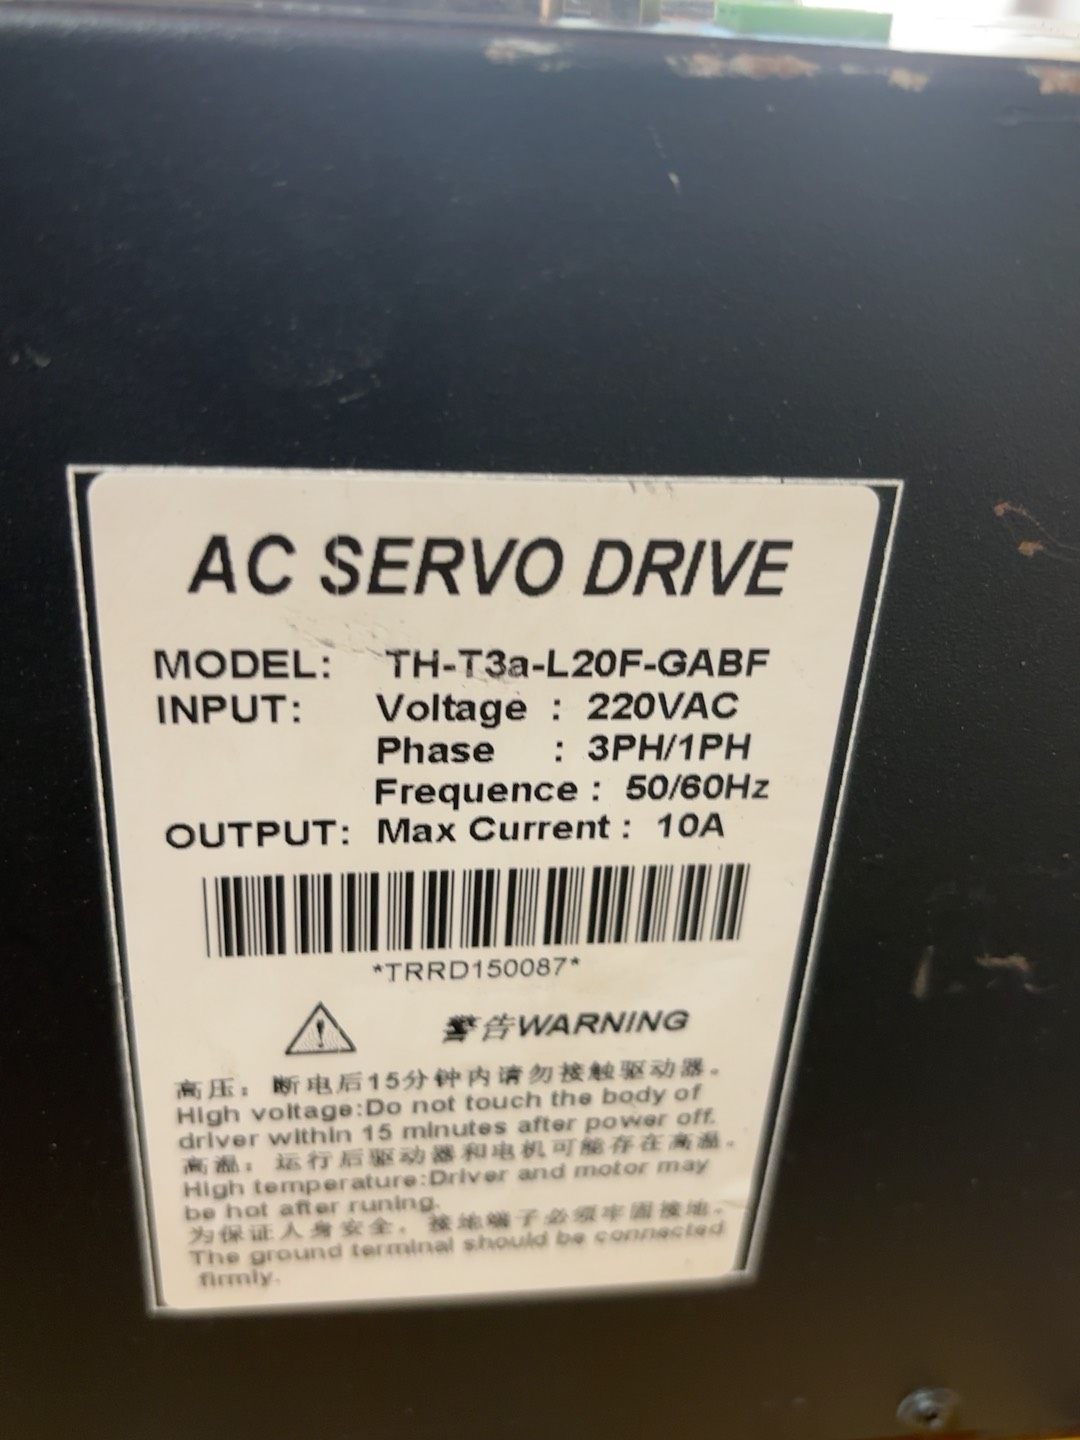 AC SERVO DRIVE
MODEL: TH-T3a-L20F-GABF
INPUT: Voltage : 220VAC
Phase : 3PH/1PH
Frequence : 50/60Hz
OUTPUT: Max Current : 10A
*TRRD150087*
警告WARNING
高压：断电后15分钟内请勿接触驱动器。
High voltage:Do not touch the body of
driver within 15 minutes after power off.
高温：运行后驱动器和电机可能存在高温。
High temperature:Driver and motor may
be hot after runing.
为保证人身安全，接地端子必须牢固接地。
The ground terminal should be connected
firmly.